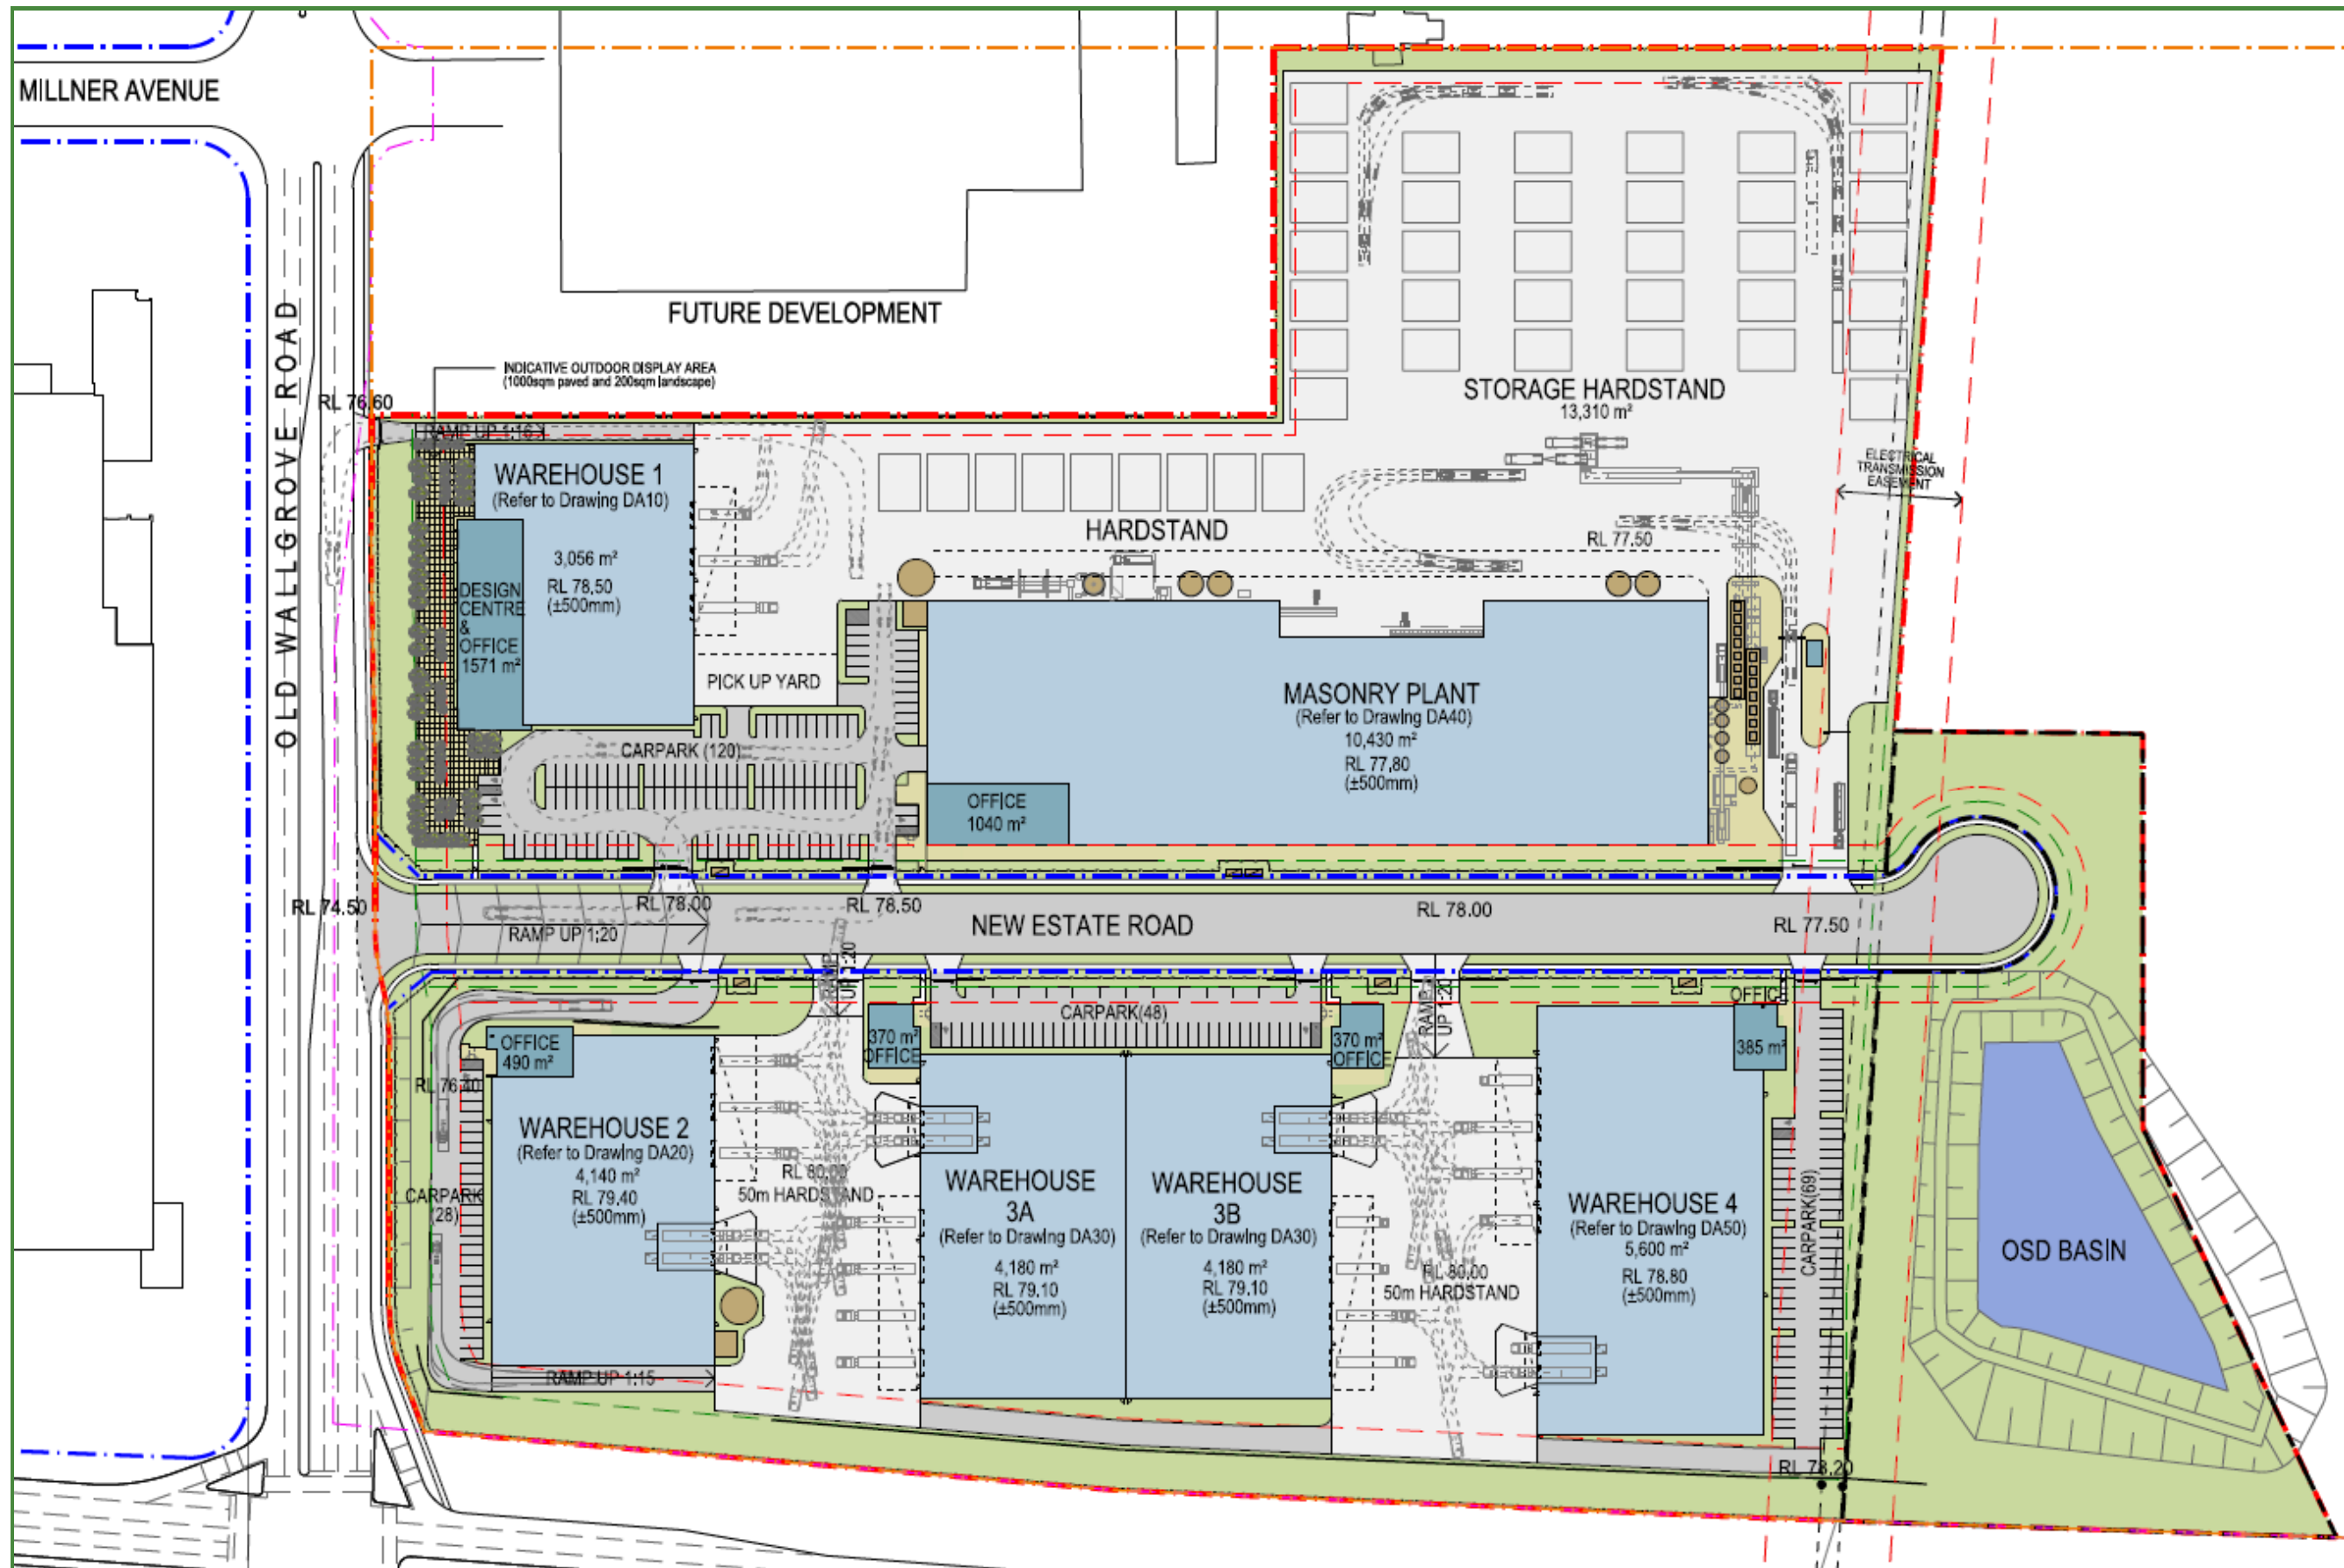 MILLNER AVENUE
OLD WALLGROVE ROAD
FUTURE DEVELOPMENT
INDICATIVE OUTDOOR DISPLAY AREA
(1000sqm paved and 200sqm landscape)
RL 76.60
RAMP UP 1:16
WAREHOUSE 1
(Refer to Drawing DA10)
3,056 m²
RL 78,50
(±500mm)
DESIGN
CENTRE
&
OFFICE
1571 m²
PICK UP YARD
CARPARK (120)
HARDSTAND
STORAGE HARDSTAND
13,310 m²
ELECTRICAL
TRANSMISSION
EASEMENT
RL 77.50
MASONRY PLANT
(Refer to Drawing DA40)
10,430 m²
RL 77,80
(±500mm)
OFFICE
1040 m²
RL 74.50
RL 78.00
RL 78.50
NEW ESTATE ROAD
RL 78.00
RL 77.50
RAMP UP 1:20
RAMP
UP 1:20
RAMP
UP 1:20
OFFICE
490 m²
RL 76.40
WAREHOUSE 2
(Refer to Drawing DA20)
4,140 m²
RL 79.40
(±500mm)
CARPARK
(28)
RAMP UP 1:15
RL 80.00
50m HARDSTAND
370 m²
OFFICE
CARPARK(48)
370 m²
OFFICE
WAREHOUSE
3A
(Refer to Drawing DA30)
4,180 m²
RL 79.10
(±500mm)
WAREHOUSE
3B
(Refer to Drawing DA30)
4,180 m²
RL 79.10
(±500mm)
RL 80.00
50m HARDSTAND
OFFICE
385 m²
WAREHOUSE 4
(Refer to Drawing DA50)
5,600 m²
RL 78.80
(±500mm)
CARPARK(69)
RL 78.20
OSD BASIN